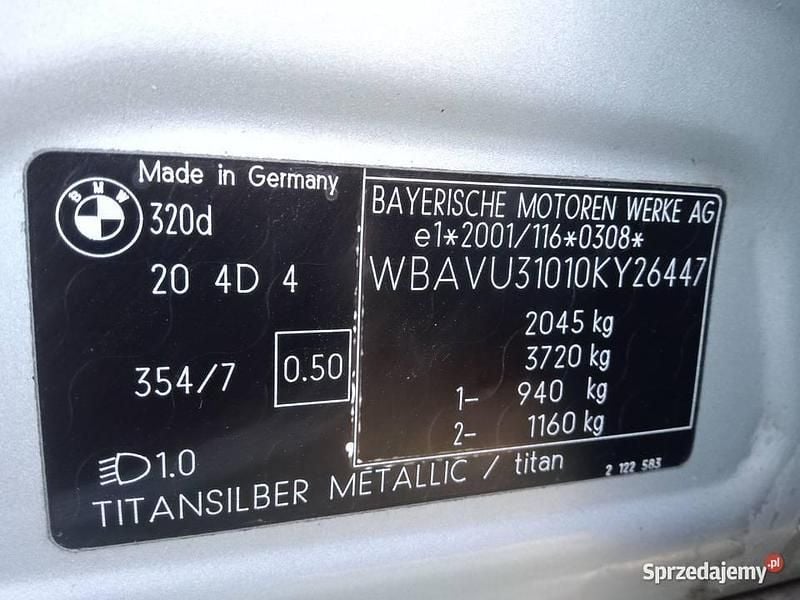 Made in Germany
BMW
320d
20 4D 4
354/7 0.50
1.0
BAYERISCHE MOTOREN WERKE AG
e1*2001/116*0308*
WBAVU31010KY26447
2045 kg
3720 kg
1- 940 kg
2- 1160 kg
TITANSILBER METALLIC / titan
2 122 583
Sprzedajemy.pl